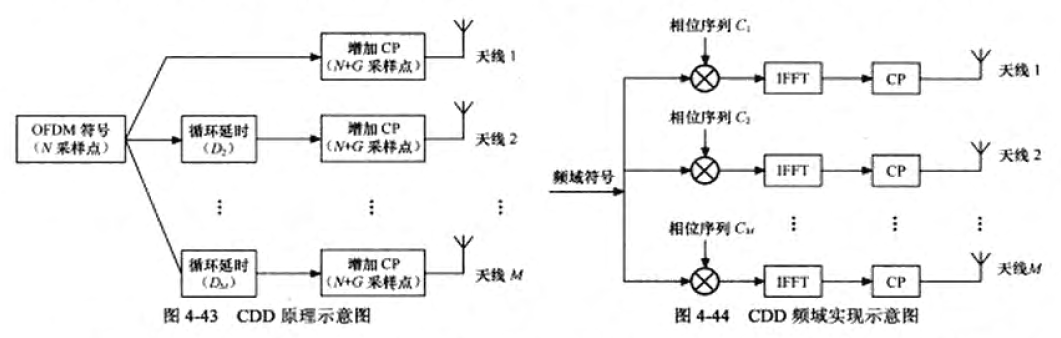 增加 CP
(N+G 采样点)
天线 1
OFDM 符号
(N 采样点)
循环延时
(D₂)
增加 CP
(N+G 采样点)
天线 2
⋮
⋮
⋮
循环延时
(D_M)
增加 CP
(N+G 采样点)
天线 M
图 4-43 CDD 原理示意图
相位序列 C₁
IFFT
CP
天线 1
相位序列 C₂
IFFT
CP
天线 2
频域符号
⋮
⋮
⋮
相位序列 C_M
IFFT
CP
天线M
图 4-44 CDD 频域实现示意图